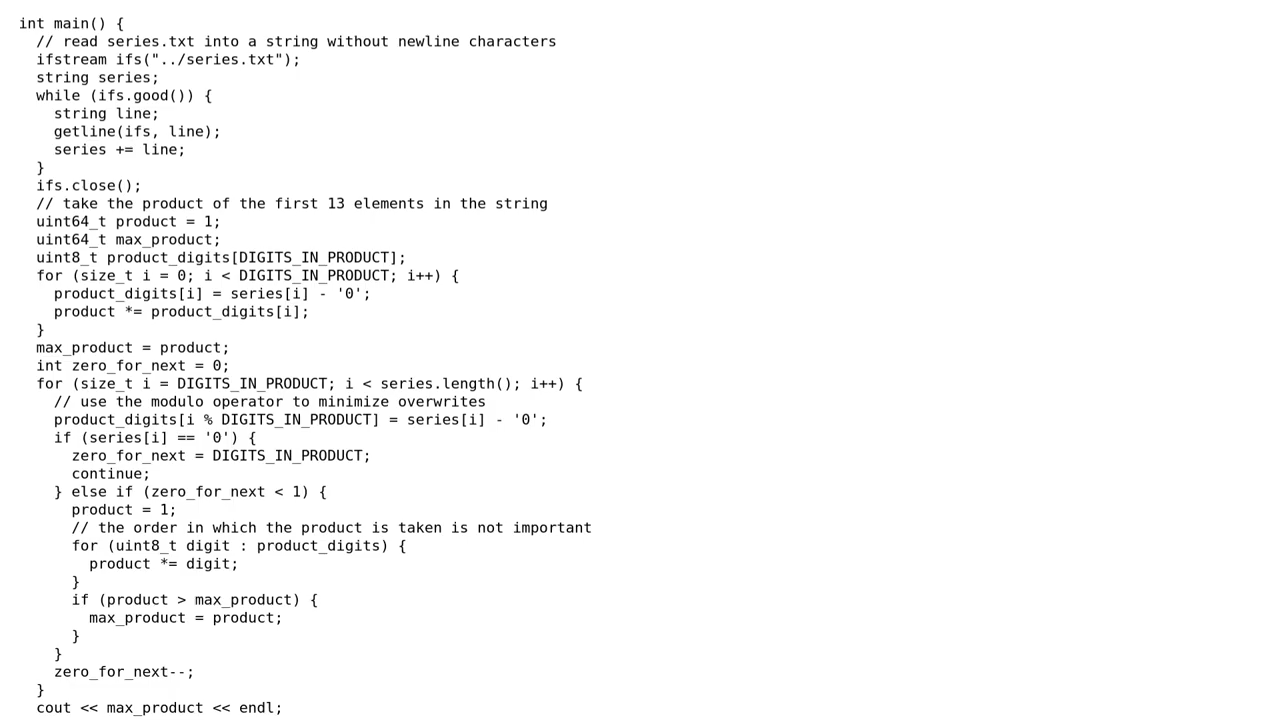 int main() {
  // read series.txt into a string without newline characters
  ifstream ifs("../series.txt");
  string series;
  while (ifs.good()) {
    string line;
    getline(ifs, line);
    series += line;
  }
  ifs.close();
  // take the product of the first 13 elements in the string
  uint64_t product = 1;
  uint64_t max_product;
  uint8_t product_digits[DIGITS_IN_PRODUCT];
  for (size_t i = 0; i < DIGITS_IN_PRODUCT; i++) {
    product_digits[i] = series[i] - '0';
    product *= product_digits[i];
  }
  max_product = product;
  int zero_for_next = 0;
  for (size_t i = DIGITS_IN_PRODUCT; i < series.length(); i++) {
    // use the modulo operator to minimize overwrites
    product_digits[i % DIGITS_IN_PRODUCT] = series[i] - '0';
    if (series[i] == '0') {
      zero_for_next = DIGITS_IN_PRODUCT;
      continue;
    } else if (zero_for_next < 1) {
      product = 1;
      // the order in which the product is taken is not important
      for (uint8_t digit : product_digits) {
        product *= digit;
      }
      if (product > max_product) {
        max_product = product;
      }
    }
    zero_for_next--;
  }
  cout << max_product << endl;